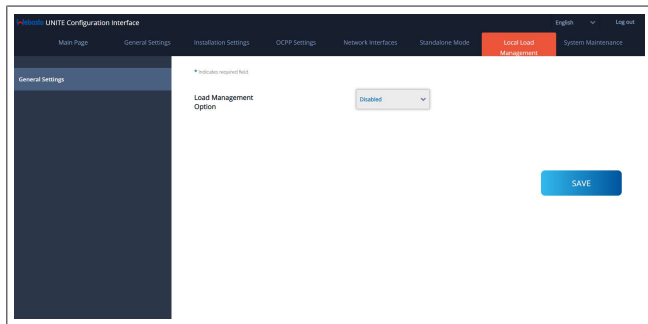 Webasto UNITE Configuration Interface
English
Log out
Main Page
General Settings
Installation Settings
OCPP Settings
Network Interfaces
Standalone Mode
Local Load
Management
System Maintenance
General Settings
* Indicates required field
Load Management
Option
Disabled
SAVE